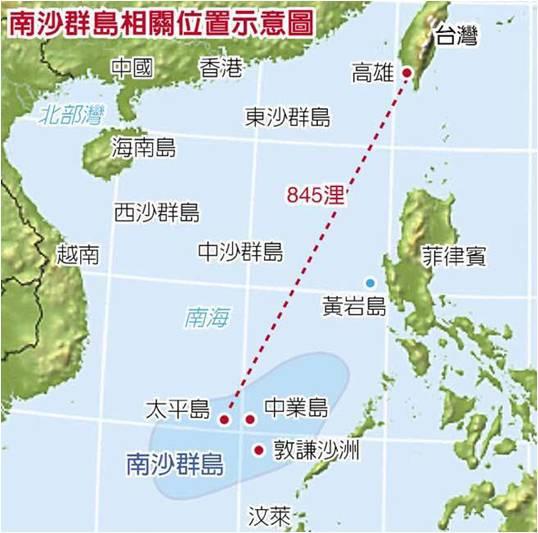 南沙群島相關位置示意圖
台灣
中國
香港
高雄
北部灣
東沙群島
海南島
845浬
西沙群島
中沙群島
越南
菲律賓
黃岩島
南海
太平島
中業島
敦謙沙洲
南沙群島
汶萊